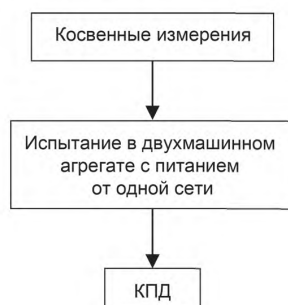 Косвенные измерения
Испытание в двухмашинном
агрегате с питанием
от одной сети
КПД